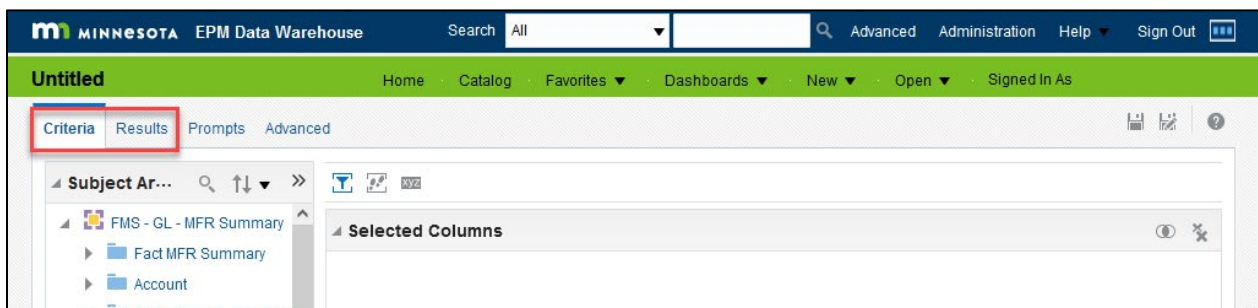 MINNESOTA EPM Data Warehouse Search All Advanced Administration Help Sign Out
Untitled Home Catalog Favorites Dashboards New Open Signed In As
Criteria Results Prompts Advanced
Subject Ar...
xyz
FMS - GL - MFR Summary
Selected Columns
Fact MFR Summary
Account